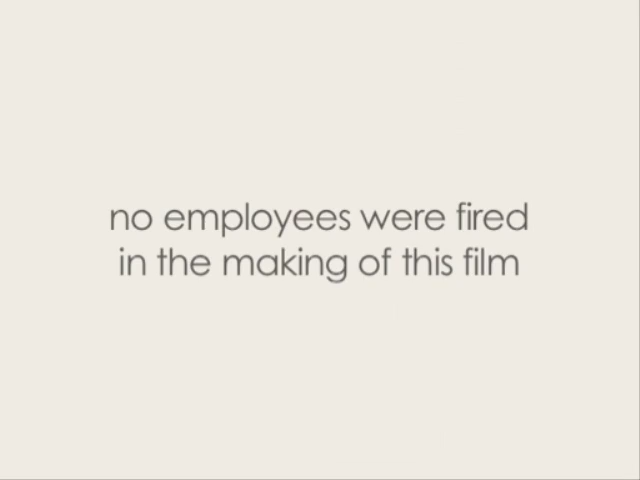 no employees were fired
in the making of this film